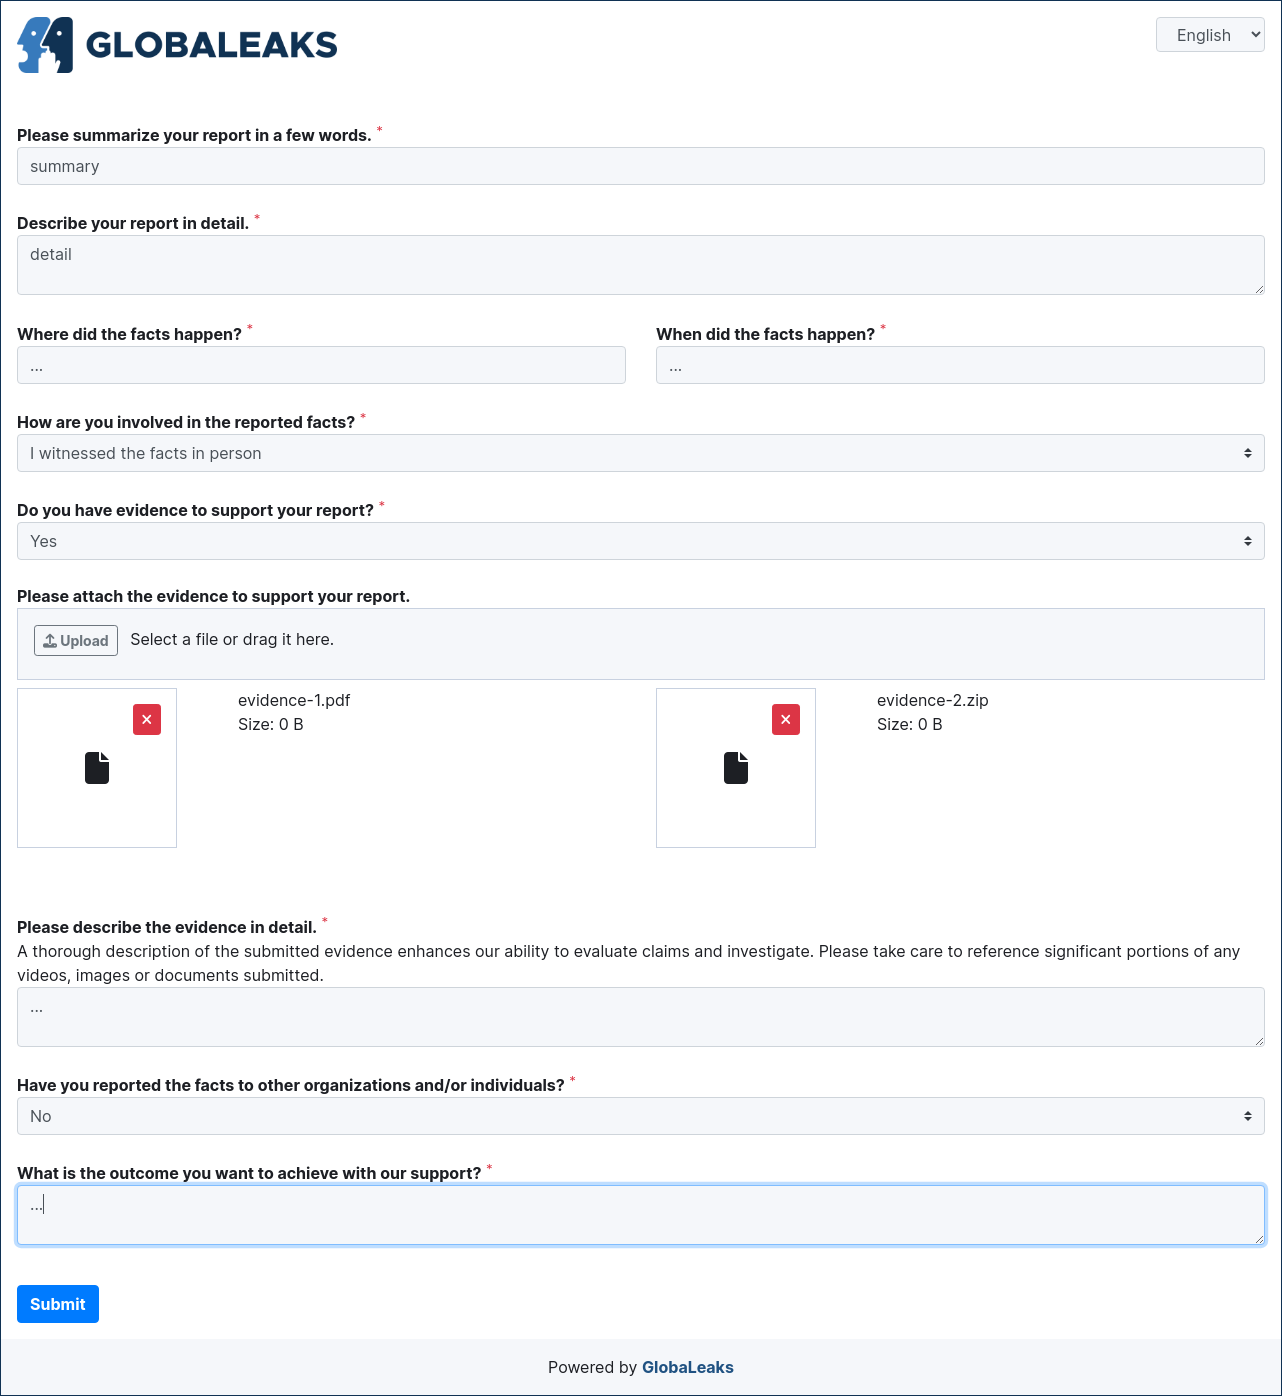 GLOBALEAKS
English
Please summarize your report in a few words. *
summary
Describe your report in detail. *
detail
Where did the facts happen? *
...
When did the facts happen? *
...
How are you involved in the reported facts? *
I witnessed the facts in person
Do you have evidence to support your report? *
Yes
Please attach the evidence to support your report.
Upload Select a file or drag it here.
evidence-1.pdf
Size: 0 B
evidence-2.zip
Size: 0 B
Please describe the evidence in detail. *
A thorough description of the submitted evidence enhances our ability to evaluate claims and investigate. Please take care to reference significant portions of any
videos, images or documents submitted.
...
Have you reported the facts to other organizations and/or individuals? *
No
What is the outcome you want to achieve with our support? *
...
Submit
Powered by GlobaLeaks